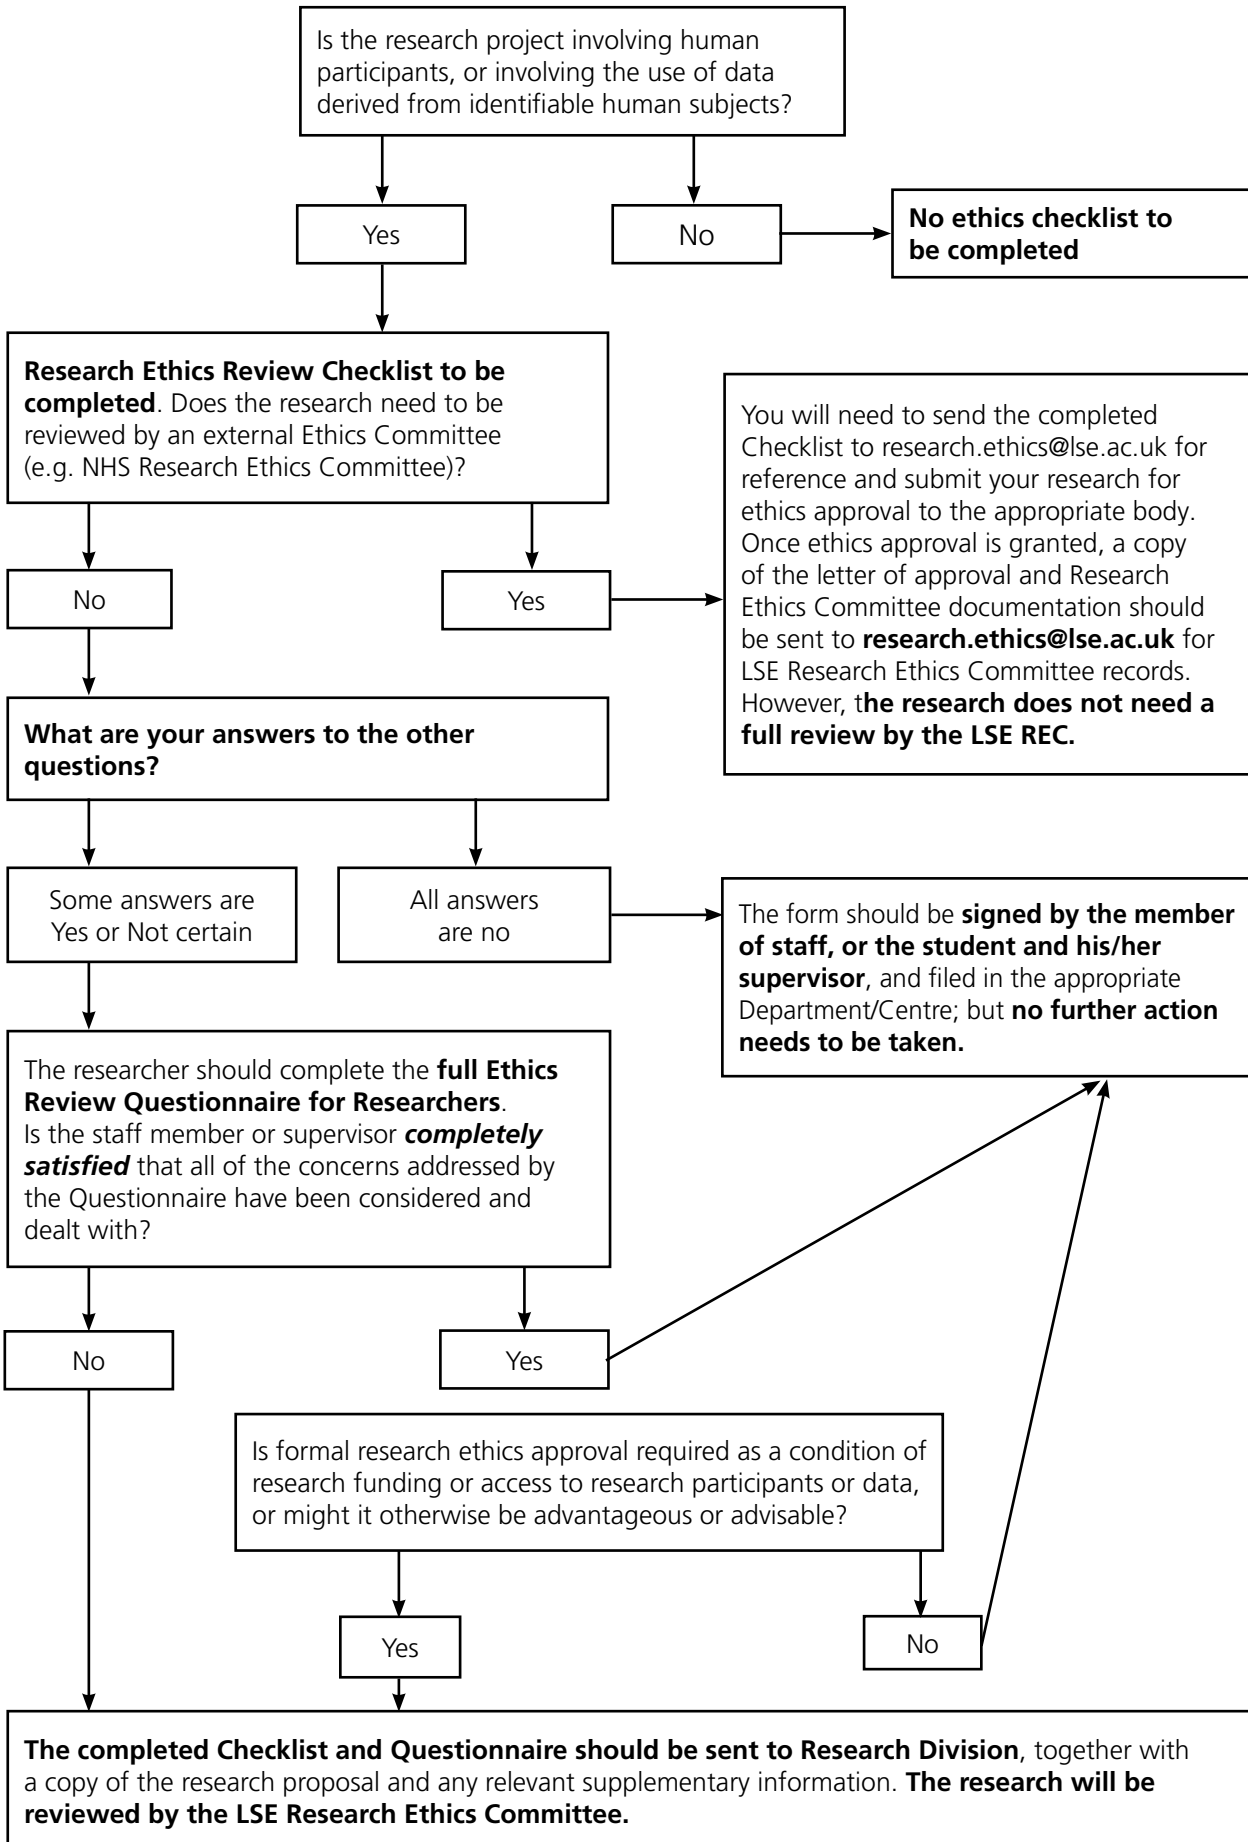 Is the research project involving human
participants, or involving the use of data
derived from identifiable human subjects?
Yes
No
No ethics checklist to
be completed
Research Ethics Review Checklist to be
completed. Does the research need to be
reviewed by an external Ethics Committee
(e.g. NHS Research Ethics Committee)?
No
Yes
You will need to send the completed
Checklist to research.ethics@lse.ac.uk for
reference and submit your research for
ethics approval to the appropriate body.
Once ethics approval is granted, a copy
of the letter of approval and Research
Ethics Committee documentation should
be sent to research.ethics@lse.ac.uk for
LSE Research Ethics Committee records.
However, the research does not need a
full review by the LSE REC.
What are your answers to the other
questions?
Some answers are
Yes or Not certain
All answers
are no
The form should be signed by the member
of staff, or the student and his/her
supervisor, and filed in the appropriate
Department/Centre; but no further action
needs to be taken.
The researcher should complete the full Ethics
Review Questionnaire for Researchers.
Is the staff member or supervisor completely
satisfied that all of the concerns addressed by
the Questionnaire have been considered and
dealt with?
No
Yes
Is formal research ethics approval required as a condition of
research funding or access to research participants or data,
or might it otherwise be advantageous or advisable?
Yes
No
The completed Checklist and Questionnaire should be sent to Research Division, together with
a copy of the research proposal and any relevant supplementary information. The research will be
reviewed by the LSE Research Ethics Committee.